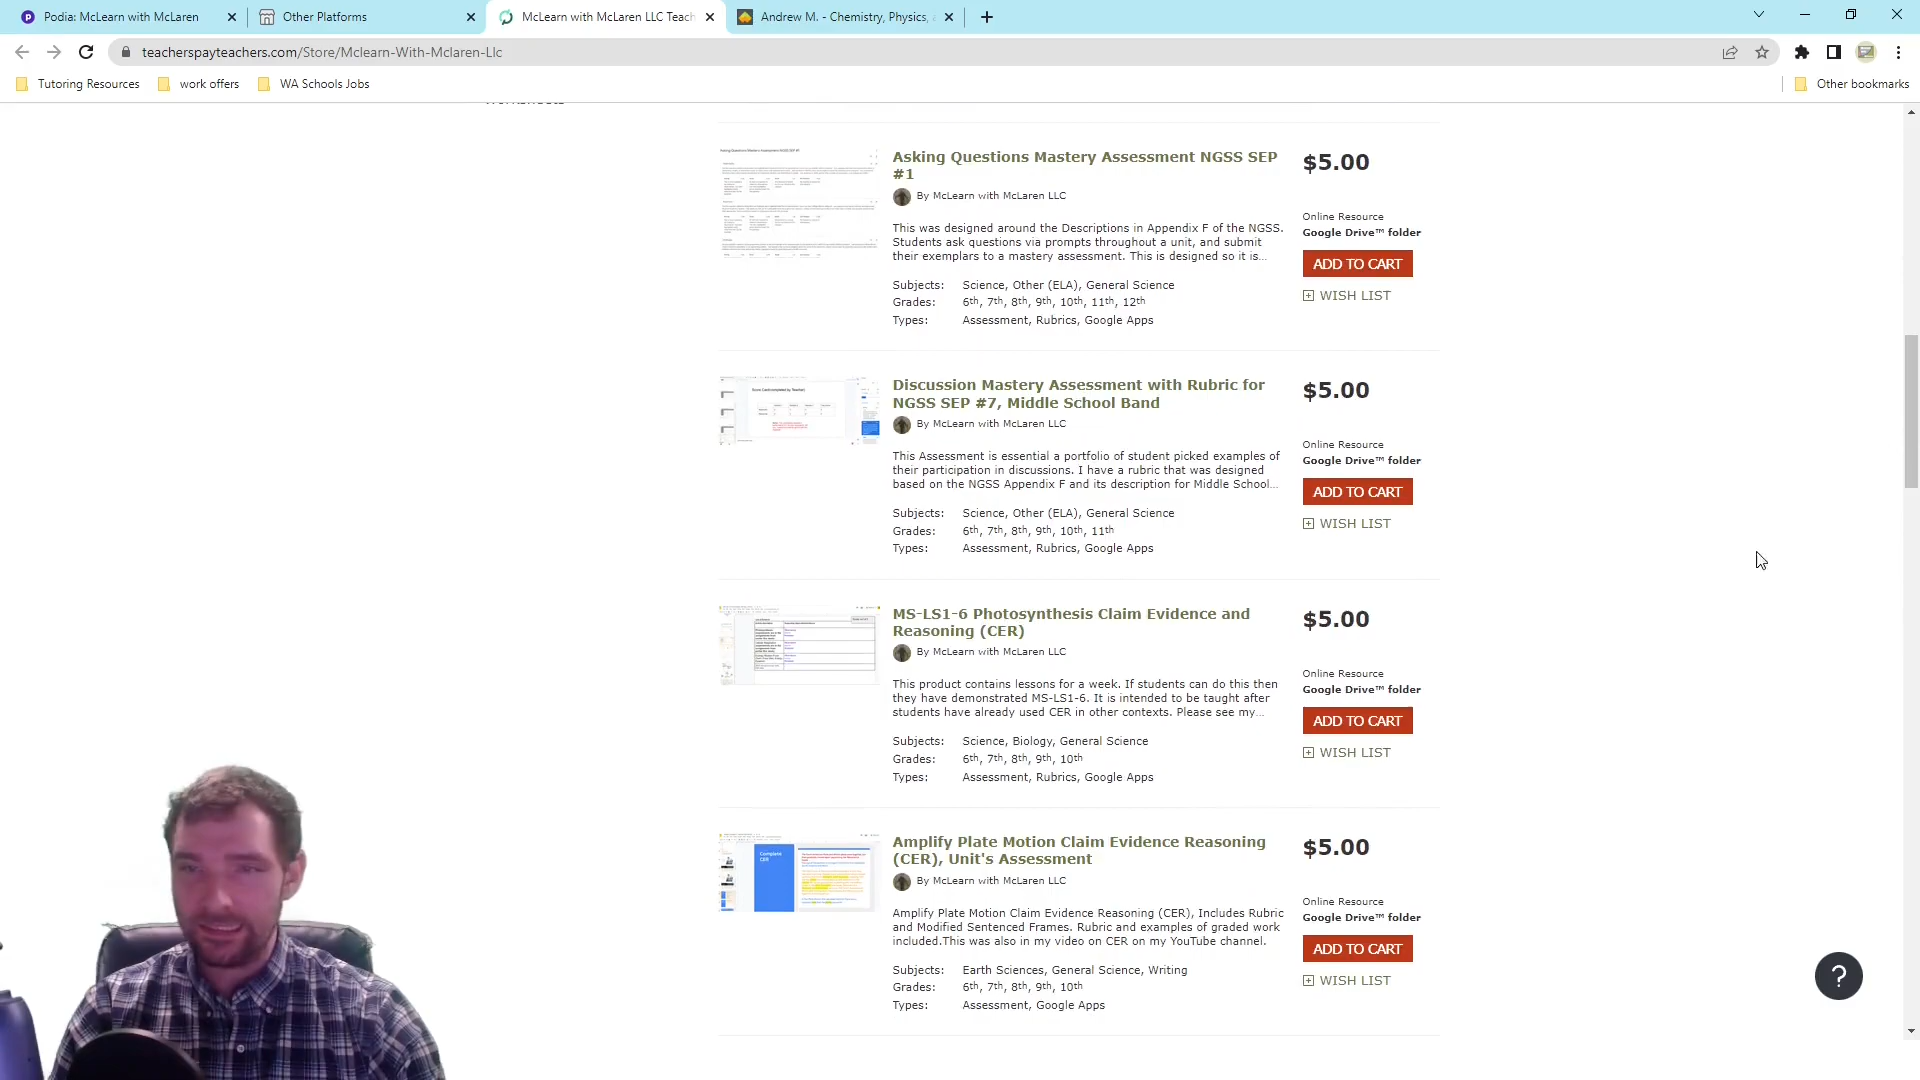 Podia: McLearn with McLaren
Other Platforms
McLearn with McLaren LLC Teach
Andrew M. - Chemistry, Physics, a
teacherspayteachers.com/Store/Mclearn-With-Mclaren-Llc
Tutoring Resources
work offers
WA Schools Jobs
Other bookmarks
Asking Questions Mastery Assessment NGSS SEP
#1
By McLearn with McLaren LLC
This was designed around the Descriptions in Appendix F of the NGSS.
Students ask questions via prompts throughout a unit, and submit
their exemplars to a mastery assessment. This is designed so it is...
Subjects: Science, Other (ELA), General Science
Grades: 6th, 7th, 8th, 9th, 10th, 11th, 12th
Types: Assessment, Rubrics, Google Apps
$5.00
Online Resource
Google Drive™ folder
ADD TO CART
WISH LIST
Discussion Mastery Assessment with Rubric for
NGSS SEP #7, Middle School Band
By McLearn with McLaren LLC
This Assessment is essential a portfolio of student picked examples of
their participation in discussions. I have a rubric that was designed
based on the NGSS Appendix F and its description for Middle School...
Subjects: Science, Other (ELA), General Science
Grades: 6th, 7th, 8th, 9th, 10th, 11th
Types: Assessment, Rubrics, Google Apps
$5.00
Online Resource
Google Drive™ folder
ADD TO CART
WISH LIST
MS-LS1-6 Photosynthesis Claim Evidence and
Reasoning (CER)
By McLearn with McLaren LLC
This product contains lessons for a week. If students can do this then
they have demonstrated MS-LS1-6. It is intended to be taught after
students have already used CER in other contexts. Please see my...
Subjects: Science, Biology, General Science
Grades: 6th, 7th, 8th, 9th, 10th
Types: Assessment, Rubrics, Google Apps
$5.00
Online Resource
Google Drive™ folder
ADD TO CART
WISH LIST
Complete
CER
Amplify Plate Motion Claim Evidence Reasoning
(CER), Unit's Assessment
By McLearn with McLaren LLC
Amplify Plate Motion Claim Evidence Reasoning (CER), Includes Rubric
and Modified Sentenced Frames. Rubric and examples of graded work
included.This was also in my video on CER on my YouTube channel.
Subjects: Earth Sciences, General Science, Writing
Grades: 6th, 7th, 8th, 9th, 10th
Types: Assessment, Google Apps
$5.00
Online Resource
Google Drive™ folder
ADD TO CART
WISH LIST
?